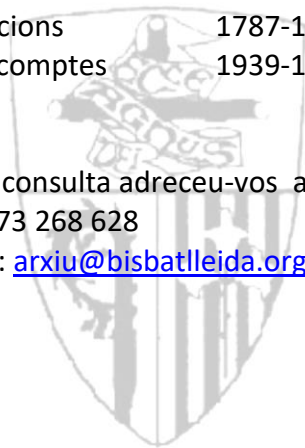 cions 1787-1
comptes 1939-1
consulta adreceu-vos a
73 268 628
: arxiu@bisbatlleida.org